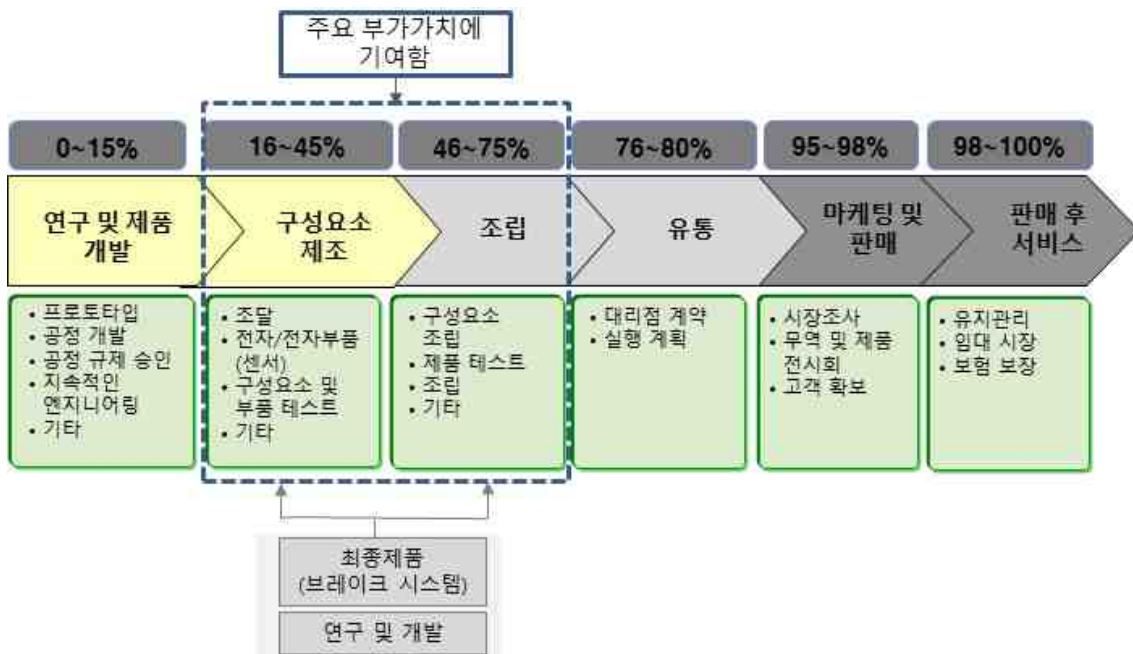 주요 부가가치에
기여함
0~15%
16~45%
46~75%
76~80%
95~98%
98~100%
연구 및 제품
개발
구성요소
제조
조립
유통
마케팅 및
판매
판매 후
서비스
• 프로토타입
• 공정 개발
• 공정 규제 승인
• 지속적인
엔지니어링
• 기타
• 조달
• 전자/전자부품
(센서)
• 구성요소 및
부품 테스트
• 기타
• 구성요소
조립
• 제품 테스트
• 조립
• 기타
• 대리점 계약
• 실행 계획
• 시장조사
• 무역 및 제품
전시회
• 고객 확보
• 유지관리
• 임대 시장
• 보험 보장
최종제품
(브레이크 시스템)
연구 및 개발